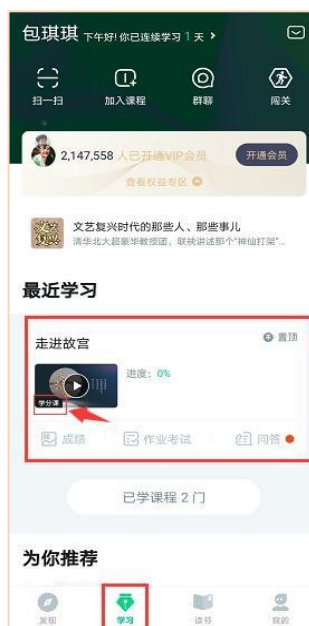 包琪琪 下午好!你已连续学习 1 天 >
扫一扫 加入课程 群聊 闯关
2,147,558 人已开通VIP会员 开通会员
查看权益专区
文艺复兴时代的那些人、那些事儿
清华北大超豪华教授团，联袂讲述那个“神仙打架”...
最近学习
走进故宫 置顶
进度：0%
学分课
成绩 作业考试 问答
已学课程 2 门
为你推荐
发现 学习 读书 我的